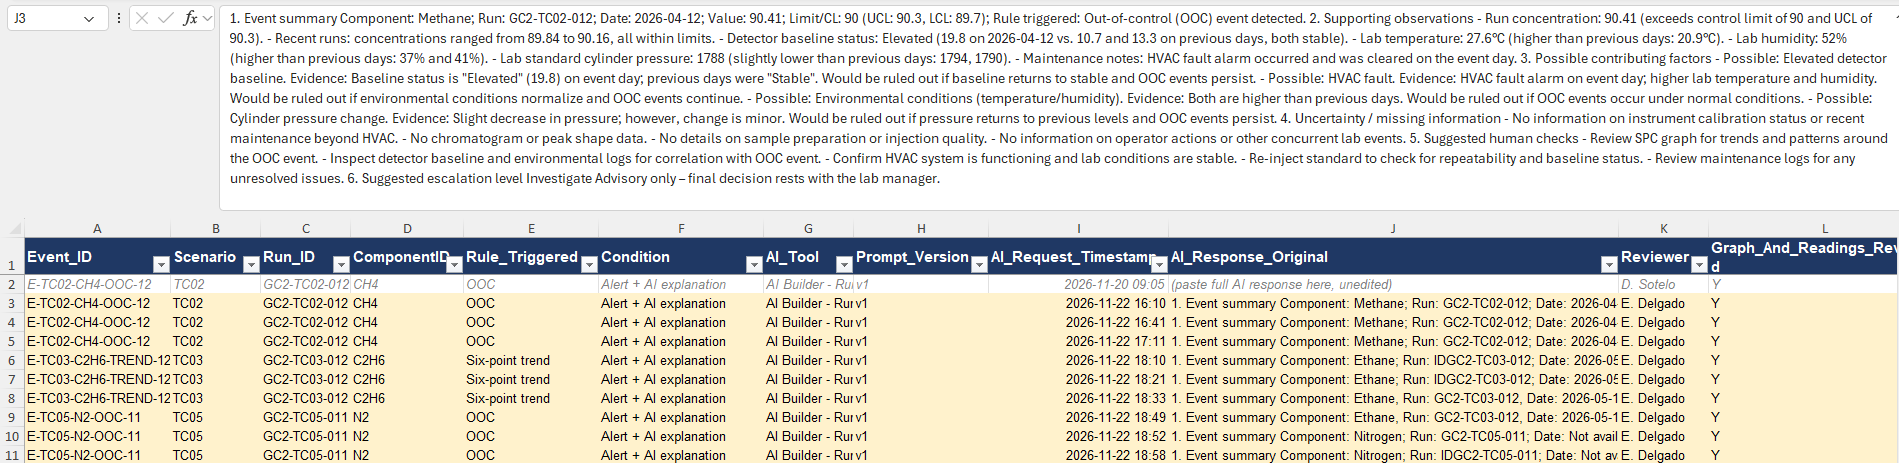 J3 fx
1. Event summary Component: Methane; Run: GC2-TC02-012; Date: 2026-04-12; Value: 90.41; Limit/CL: 90 (UCL: 90.3, LCL: 89.7); Rule triggered: Out-of-control (OOC) event detected. 2. Supporting observations - Run concentration: 90.41 (exceeds control limit of 90 and UCL of
90.3). - Recent runs: concentrations ranged from 89.84 to 90.16, all within limits. - Detector baseline status: Elevated (19.8 on 2026-04-12 vs. 10.7 and 13.3 on previous days, both stable). - Lab temperature: 27.6°C (higher than previous days: 20.9°C). - Lab humidity: 52%
(higher than previous days: 37% and 41%). - Lab standard cylinder pressure: 1788 (slightly lower than previous days: 1794, 1790). - Maintenance notes: HVAC fault alarm occurred and was cleared on the event day. 3. Possible contributing factors - Possible: Elevated detector
baseline. Evidence: Baseline status is "Elevated" (19.8) on event day; previous days were "Stable". Would be ruled out if baseline returns to stable and OOC events persist. - Possible: HVAC fault. Evidence: HVAC fault alarm on event day; higher lab temperature and humidity.
Would be ruled out if environmental conditions normalize and OOC events continue. - Possible: Environmental conditions (temperature/humidity). Evidence: Both are higher than previous days. Would be ruled out if OOC events occur under normal conditions. - Possible:
Cylinder pressure change. Evidence: Slight decrease in pressure; however, change is minor. Would be ruled out if pressure returns to previous levels and OOC events persist. 4. Uncertainty / missing information - No information on instrument calibration status or recent
maintenance beyond HVAC. - No chromatogram or peak shape data. - No details on sample preparation or injection quality. - No information on operator actions or other concurrent lab events. 5. Suggested human checks - Review SPC graph for trends and patterns around
the OOC event. - Inspect detector baseline and environmental logs for correlation with OOC event. - Confirm HVAC system is functioning and lab conditions are stable. - Re-inject standard to check for repeatability and baseline status. - Review maintenance logs for any
unresolved issues. 6. Suggested escalation level Investigate Advisory only – final decision rests with the lab manager.
A B C D E F G H I J K L
1 Event_ID Scenario Run_ID ComponentID Rule_Triggered Condition AI_Tool Prompt_Version AI_Request_Timestamp AI_Response_Original Reviewer Graph_And_Readings_Rev
d
2 E-TC02-CH4-OOC-12 TC02 GC2-TC02-012 CH4 OOC Alert + AI explanation AI Builder - Ru v1 2026-11-20 09:05 (paste full AI response here, unedited) D. Sotelo Y
3 E-TC02-CH4-OOC-12 TC02 GC2-TC02-012 CH4 OOC Alert + AI explanation AI Builder - Rur v1 2026-11-22 16:10 1. Event summary Component: Methane; Run: GC2-TC02-012; Date: 2026-04 E. Delgado Y
4 E-TC02-CH4-OOC-12 TC02 GC2-TC02-012 CH4 OOC Alert + AI explanation AI Builder - Rur v1 2026-11-22 16:41 1. Event summary Component: Methane; Run: GC2-TC02-012; Date: 2026-04 E. Delgado Y
5 E-TC02-CH4-OOC-12 TC02 GC2-TC02-012 CH4 OOC Alert + AI explanation AI Builder - Rur v1 2026-11-22 17:11 1. Event summary Component: Methane; Run: GC2-TC02-012; Date: 2026-04 E. Delgado Y
6 E-TC03-C2H6-TREND-12 TC03 GC2-TC03-012 C2H6 Six-point trend Alert + AI explanation AI Builder - Rur v1 2026-11-22 18:10 1. Event summary Component: Ethane; Run: IDGC2-TC03-012; Date: 2026-05 E. Delgado Y
7 E-TC03-C2H6-TREND-12 TC03 GC2-TC03-012 C2H6 Six-point trend Alert + AI explanation AI Builder - Rur v1 2026-11-22 18:21 1. Event summary Component: Ethane; Run: IDGC2-TC03-012; Date: 2026-05 E. Delgado Y
8 E-TC03-C2H6-TREND-12 TC03 GC2-TC03-012 C2H6 Six-point trend Alert + AI explanation AI Builder - Rur v1 2026-11-22 18:33 1. Event summary Component: Ethane, Run: GC2-TC03-012, Date: 2026-05-1 E. Delgado Y
9 E-TC05-N2-OOC-11 TC05 GC2-TC05-011 N2 OOC Alert + AI explanation AI Builder - Rur v1 2026-11-22 18:49 1. Event summary Component: Ethane, Run: GC2-TC03-012, Date: 2026-05-1 E. Delgado Y
10 E-TC05-N2-OOC-11 TC05 GC2-TC05-011 N2 OOC Alert + AI explanation AI Builder - Rur v1 2026-11-22 18:52 1. Event summary Component: Nitrogen; Run: GC2-TC05-011; Date: Not avail E. Delgado Y
11 E-TC05-N2-OOC-11 TC05 GC2-TC05-011 N2 OOC Alert + AI explanation AI Builder - Rur v1 2026-11-22 18:58 1. Event summary Component: Nitrogen; Run: IDGC2-TC05-011; Date: Not av E. Delgado Y